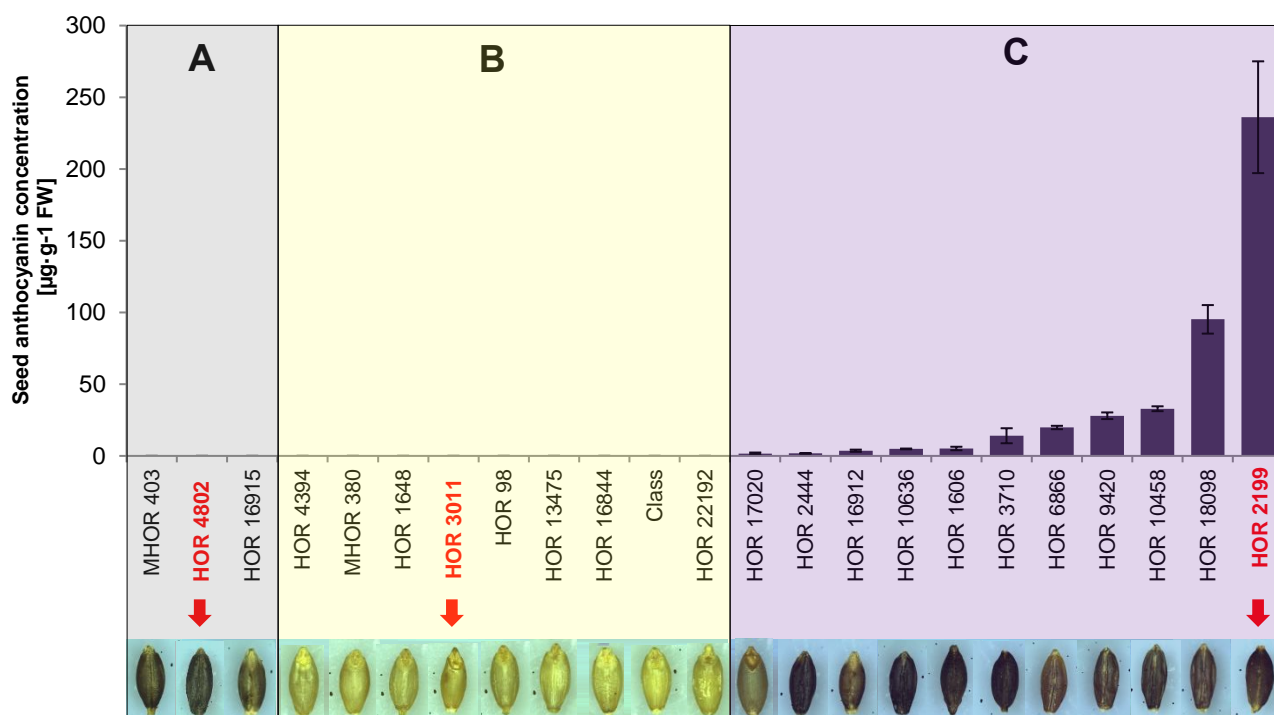 300
250
200
150
100
50
0
Seed anthocyanin concentration
[µg·g-1 FW]
A
B
C
MHOR 403
HOR 4802
HOR 16915
HOR 4394
MHOR 380
HOR 1648
HOR 3011
HOR 98
HOR 13475
HOR 16844
Class
HOR 22192
HOR 17020
HOR 2444
HOR 16912
HOR 10636
HOR 1606
HOR 3710
HOR 6866
HOR 9420
HOR 10458
HOR 18098
HOR 2199